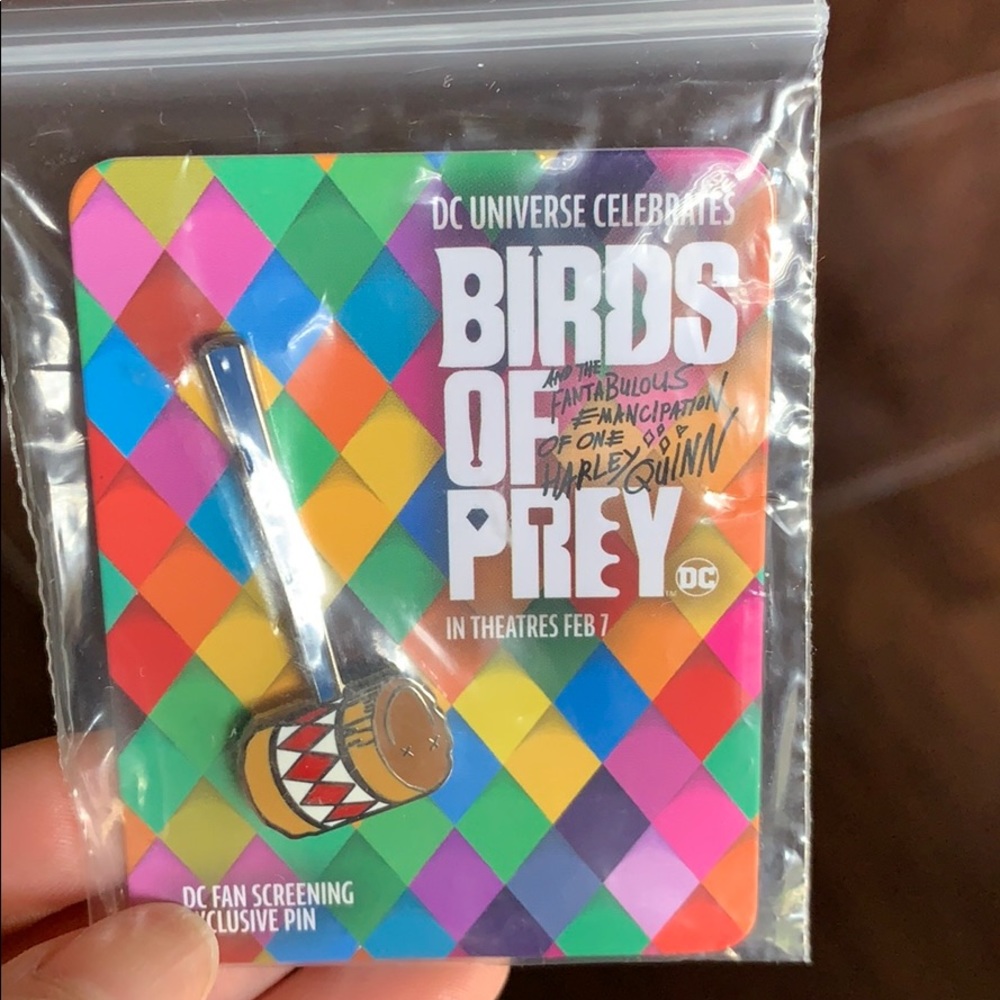 DC UNIVERSE CELEBRATES
BIRDS
OF
PREY
AND THE
FANTABULOUS
EMANCIPATION
OF ONE
HARLEY QUINN
TM
DC
IN THEATRES FEB 7
DC FAN SCREENING
EXCLUSIVE PIN